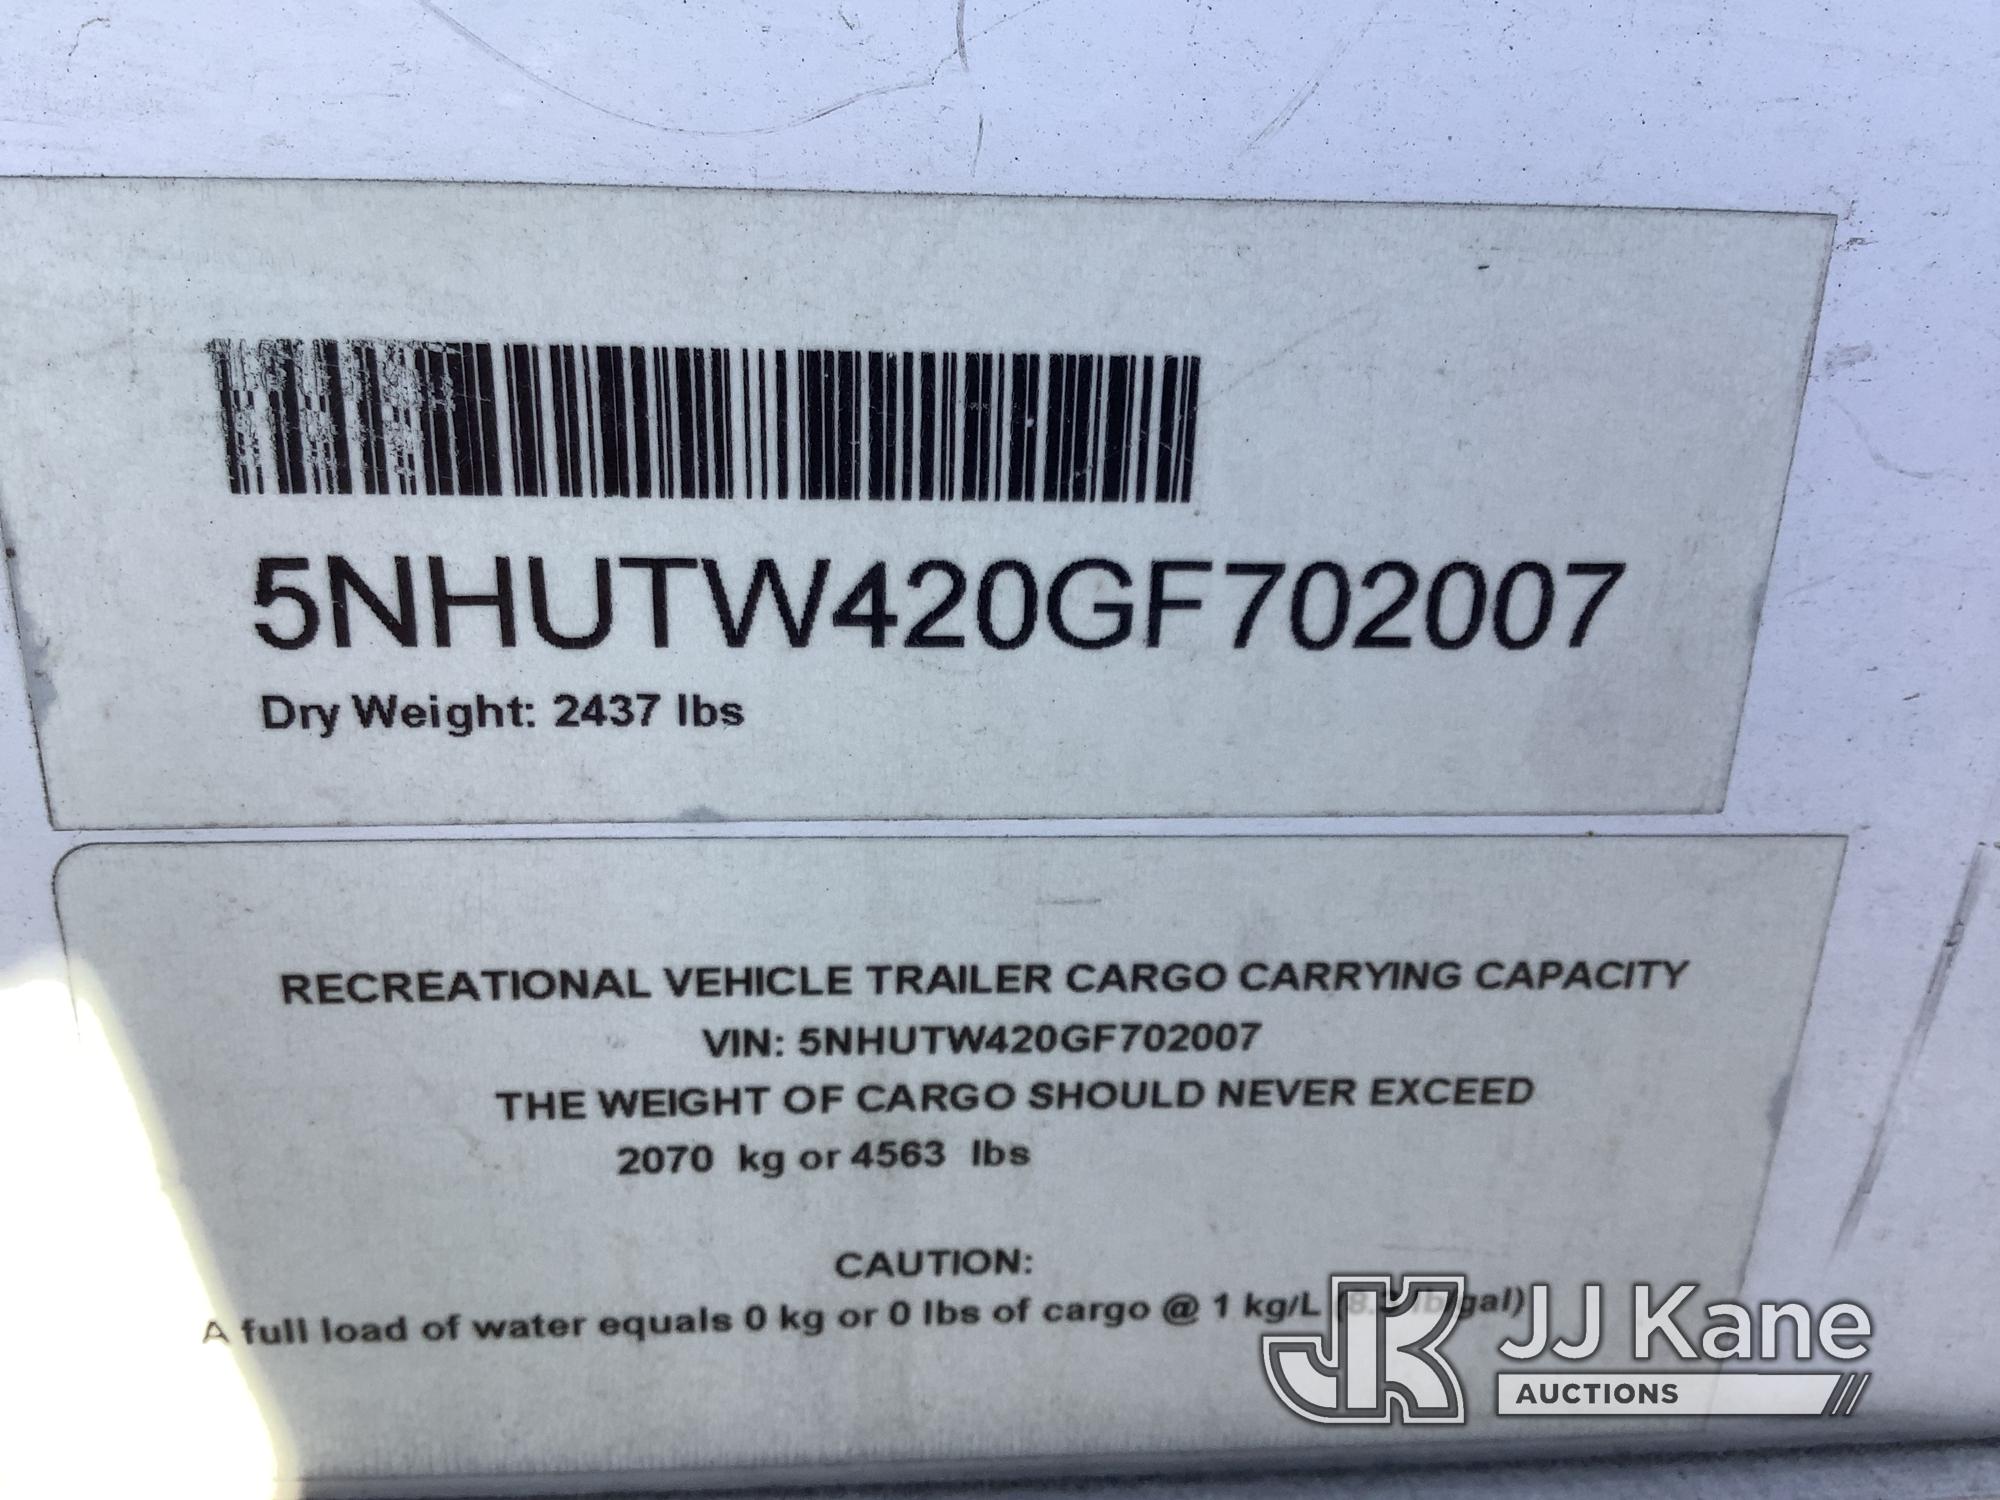 5NHUTW420GF702007
Dry Weight: 2437 lbs
RECREATIONAL VEHICLE TRAILER CARGO CARRYING CAPACITY
VIN: 5NHUTW420GF702007
THE WEIGHT OF CARGO SHOULD NEVER EXCEED
2070 kg or 4563 lbs
CAUTION:
A full load of water equals 0 kg or 0 lbs of cargo @ 1 kg/L
JJ Kane
AUCTIONS